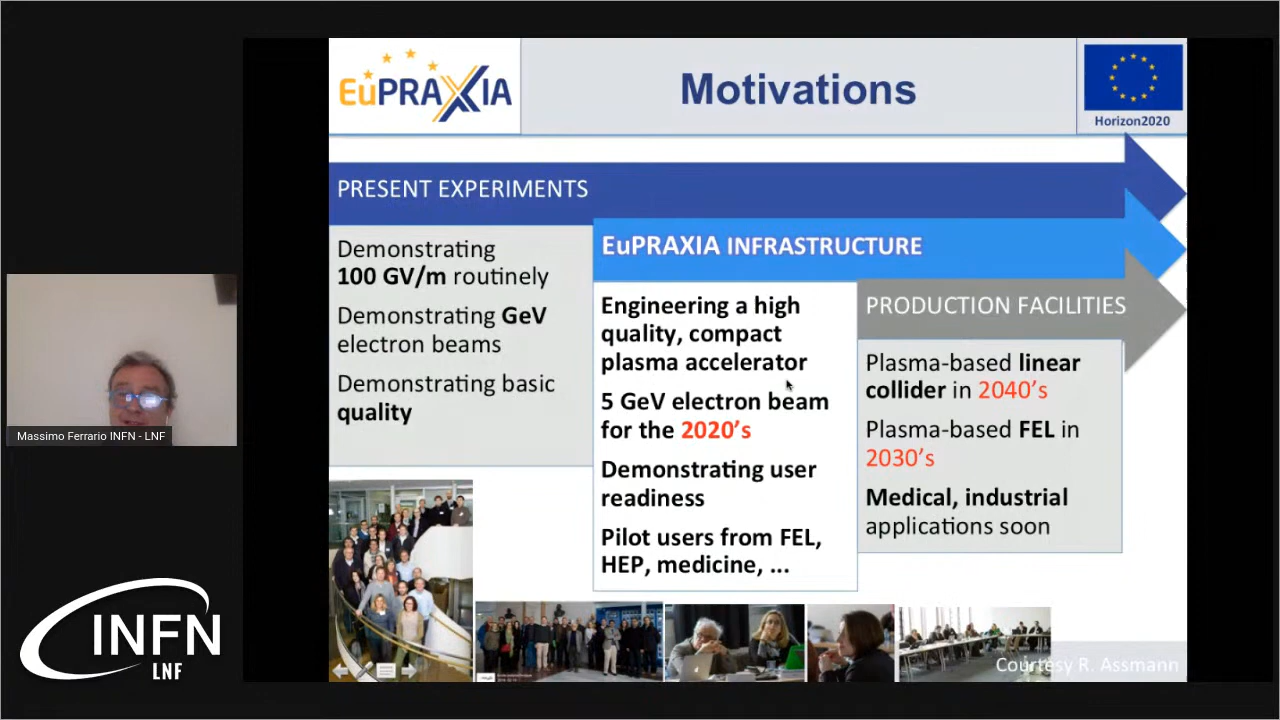 EuPRAXIA
Motivations
Horizon2020
PRESENT EXPERIMENTS
Demonstrating
100 GV/m routinely
Demonstrating GeV
electron beams
Demonstrating basic
quality
EuPRAXIA INFRASTRUCTURE
Engineering a high
quality, compact
plasma accelerator
5 GeV electron beam
for the 2020's
Demonstrating user
readiness
Pilot users from FEL,
HEP, medicine, ...
PRODUCTION FACILITIES
Plasma-based linear
collider in 2040's
Plasma-based FEL in
2030's
Medical, industrial
applications soon
Courtesy R. Assmann
Massimo Ferrario INFN - LNF
INFN
LNF